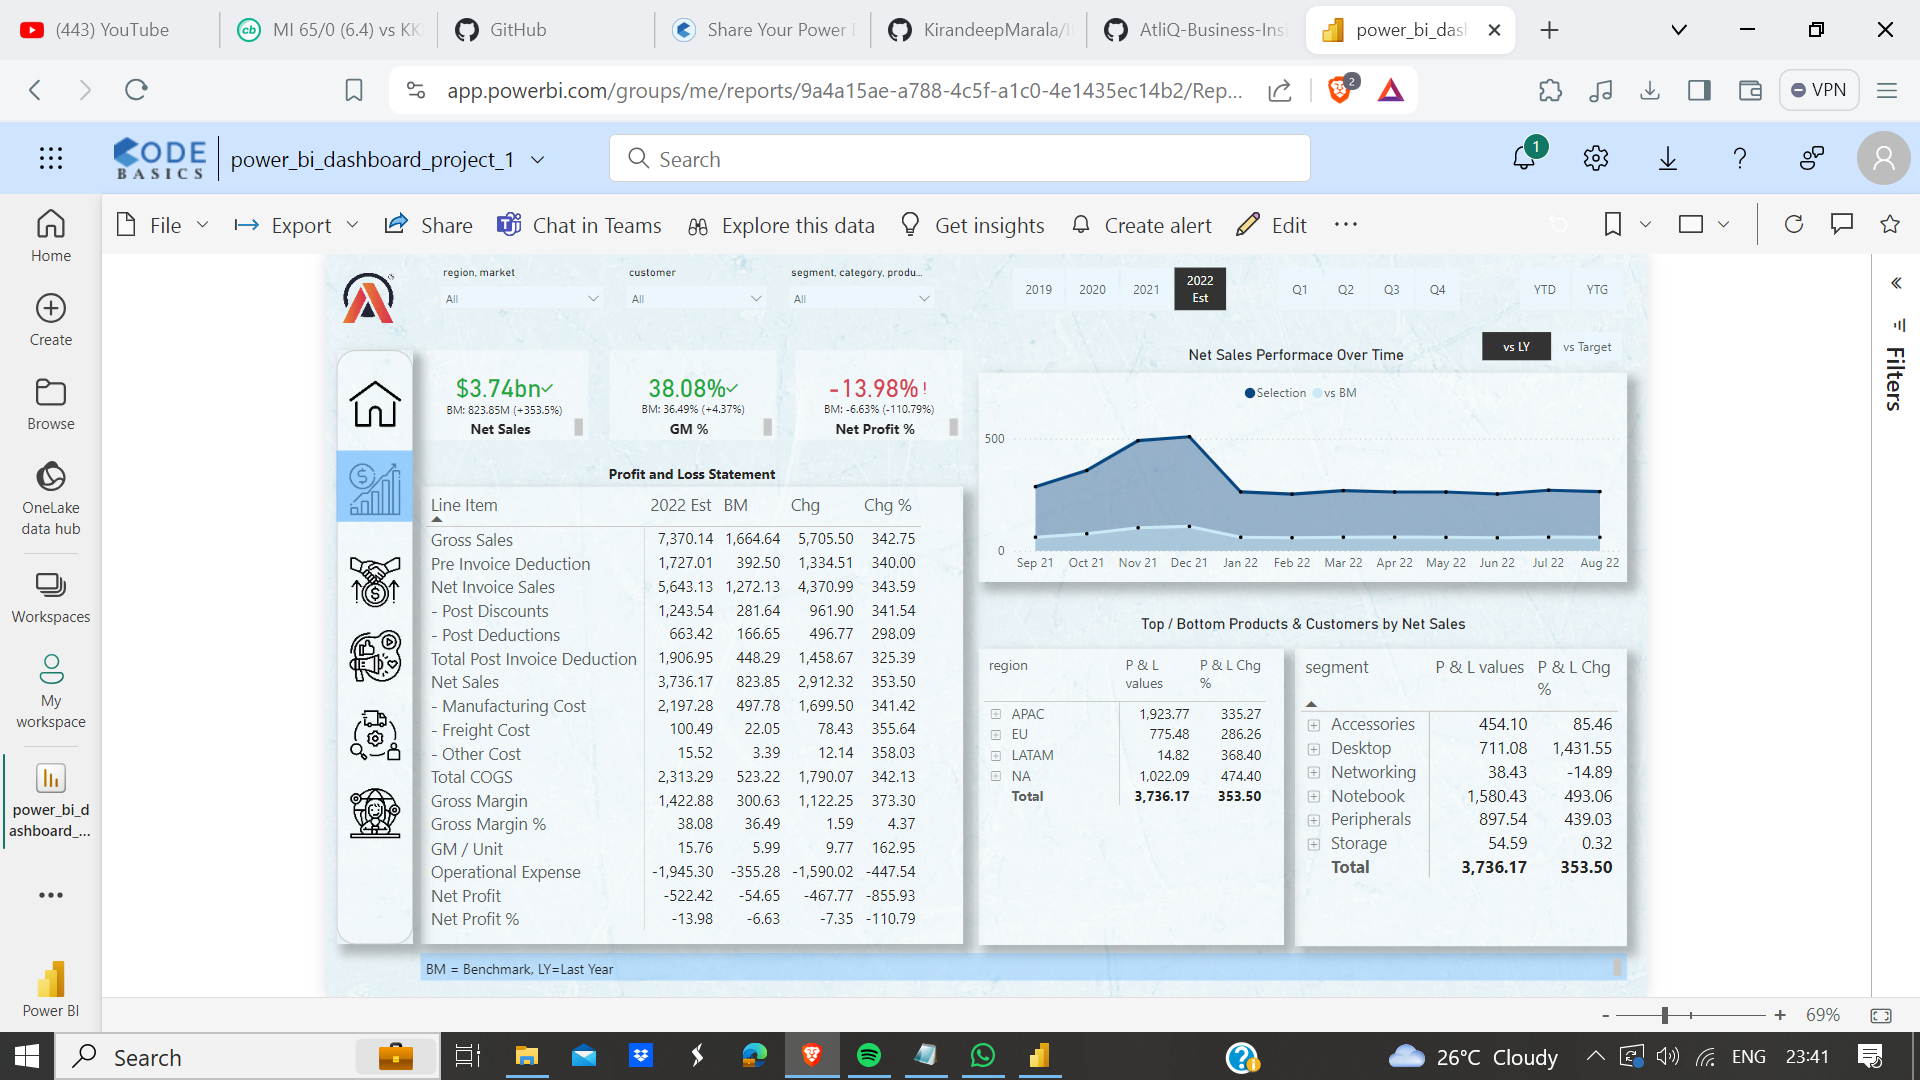 (443) YouTube
MI 65/0 (6.4) vs KK
GitHub
Share Your Power
KirandeepMarala/
AtliQ-Business-Ins
power_bi_das
app.powerbi.com/groups/me/reports/9a4a15ae-a788-4c5f-a1c0-4e1435ec14b2/Rep...
2
VPN
CODE BASICS
power_bi_dashboard_project_1
Search
1
File
Export
Share
Chat in Teams
Explore this data
Get insights
Create alert
Edit
Home
Create
Browse
OneLake
data hub
Workspaces
My
workspace
power_bi_d
ashboard_...
Power BI
region, market
All
customer
All
segment, category, produ...
All
2019 2020 2021 2022 Est
Q1 Q2 Q3 Q4
YTD YTG
vs LY vs Target
$3.74bn
BM: 823.85M (+353.5%)
Net Sales
38.08%
BM: 36.49% (+4.37%)
GM %
-13.98% !
BM: -6.63% (-110.79%)
Net Profit %
Profit and Loss Statement
Line Item 2022 Est BM Chg Chg %
Gross Sales 7,370.14 1,664.64 5,705.50 342.75
Pre Invoice Deduction 1,727.01 392.50 1,334.51 340.00
Net Invoice Sales 5,643.13 1,272.13 4,370.99 343.59
- Post Discounts 1,243.54 281.64 961.90 341.54
- Post Deductions 663.42 166.65 496.77 298.09
Total Post Invoice Deduction 1,906.95 448.29 1,458.67 325.39
Net Sales 3,736.17 823.85 2,912.32 353.50
- Manufacturing Cost 2,197.28 497.78 1,699.50 341.42
- Freight Cost 100.49 22.05 78.43 355.64
- Other Cost 15.52 3.39 12.14 358.03
Total COGS 2,313.29 523.22 1,790.07 342.13
Gross Margin 1,422.88 300.63 1,122.25 373.30
Gross Margin % 38.08 36.49 1.59 4.37
GM / Unit 15.76 5.99 9.77 162.95
Operational Expense -1,945.30 -355.28 -1,590.02 -447.54
Net Profit -522.42 -54.65 -467.77 -855.93
Net Profit % -13.98 -6.63 -7.35 -110.79
Net Sales Performace Over Time
Selection vs BM
500
0
Sep 21 Oct 21 Nov 21 Dec 21 Jan 22 Feb 22 Mar 22 Apr 22 May 22 Jun 22 Jul 22 Aug 22
Top / Bottom Products & Customers by Net Sales
region P & L values P & L Chg %
APAC 1,923.77 335.27
EU 775.48 286.26
LATAM 14.82 368.40
NA 1,022.09 474.40
Total 3,736.17 353.50
segment P & L values P & L Chg %
Accessories 454.10 85.46
Desktop 711.08 1,431.55
Networking 38.43 -14.89
Notebook 1,580.43 493.06
Peripherals 897.54 439.03
Storage 54.59 0.32
Total 3,736.17 353.50
BM = Benchmark, LY=Last Year
Filters
- + 69%
Search
26°C Cloudy
ENG
23:41